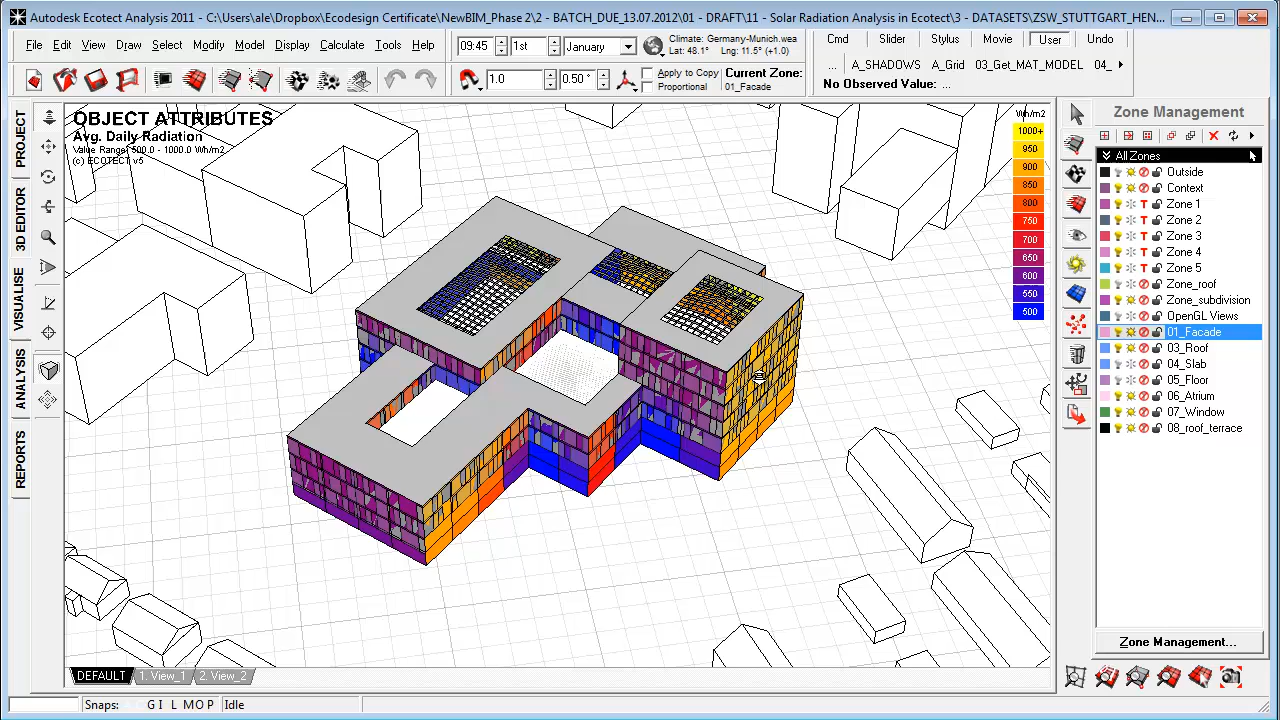 Autodesk Ecotect Analysis 2011 - C:\Users\ale\Dropbox\Ecodesign Certificate\NewBIM_Phase 2\2 - BATCH_DUE_13.07.2012\01 - DRAFT\11 - Solar Radiation Analysis in Ecotect\3 - DATASETS\ZSW_STUTTGART_HEN...
File Edit View Draw Select Modify Model Display Calculate Tools Help
09:45 1st January
Climate: Germany-Munich.wea
Lat: 48.1° Lng: 11.5° (+1.0)
Cmd Slider Stylus Movie User Undo
... A_SHADOWS A_Grid 03_Get_MAT_MODEL 04_
1.0 0.50 °
Apply to Copy
Proportional
Current Zone:
01_Facade
No Observed Value: ...
PROJECT
3D EDITOR
VISUALISE
ANALYSIS
REPORTS
OBJECT ATTRIBUTES
Avg. Daily Radiation
Value Range: 500.0 - 1000.0 Wh/m2
(c) ECOTECT v5
Wh/m2
1000+
950
900
850
800
750
700
650
600
550
500
Zone Management
All Zones
Outside
Context
T Zone 1
T Zone 2
T Zone 3
T Zone 4
T Zone 5
Zone_roof
Zone_subdivision
OpenGL Views
01_Facade
03_Roof
04_Slab
05_Floor
06_Atrium
07_Window
08_roof_terrace
Zone Management...
DEFAULT 1. View_1 2. View_2
Snaps: G I L M O P Idle